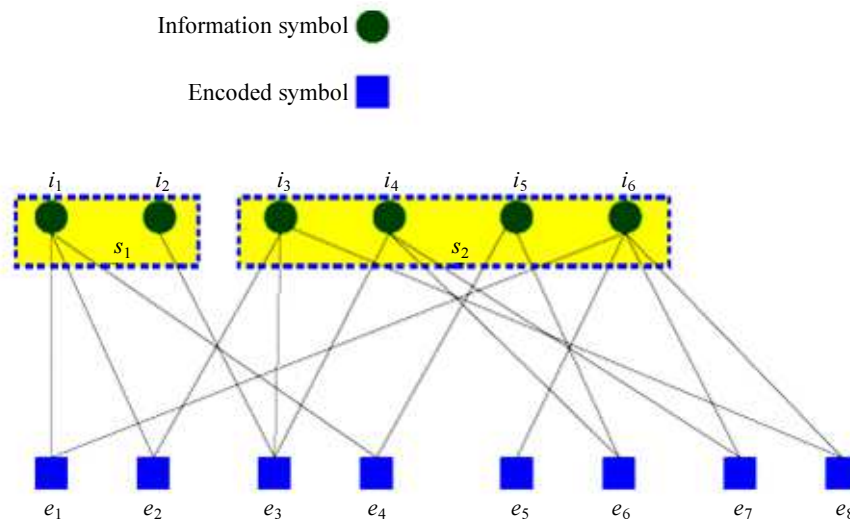 Information symbol
Encoded symbol
i1 i2 i3 i4 i5 i6
s1 s2
e1 e2 e3 e4 e5 e6 e7 e8